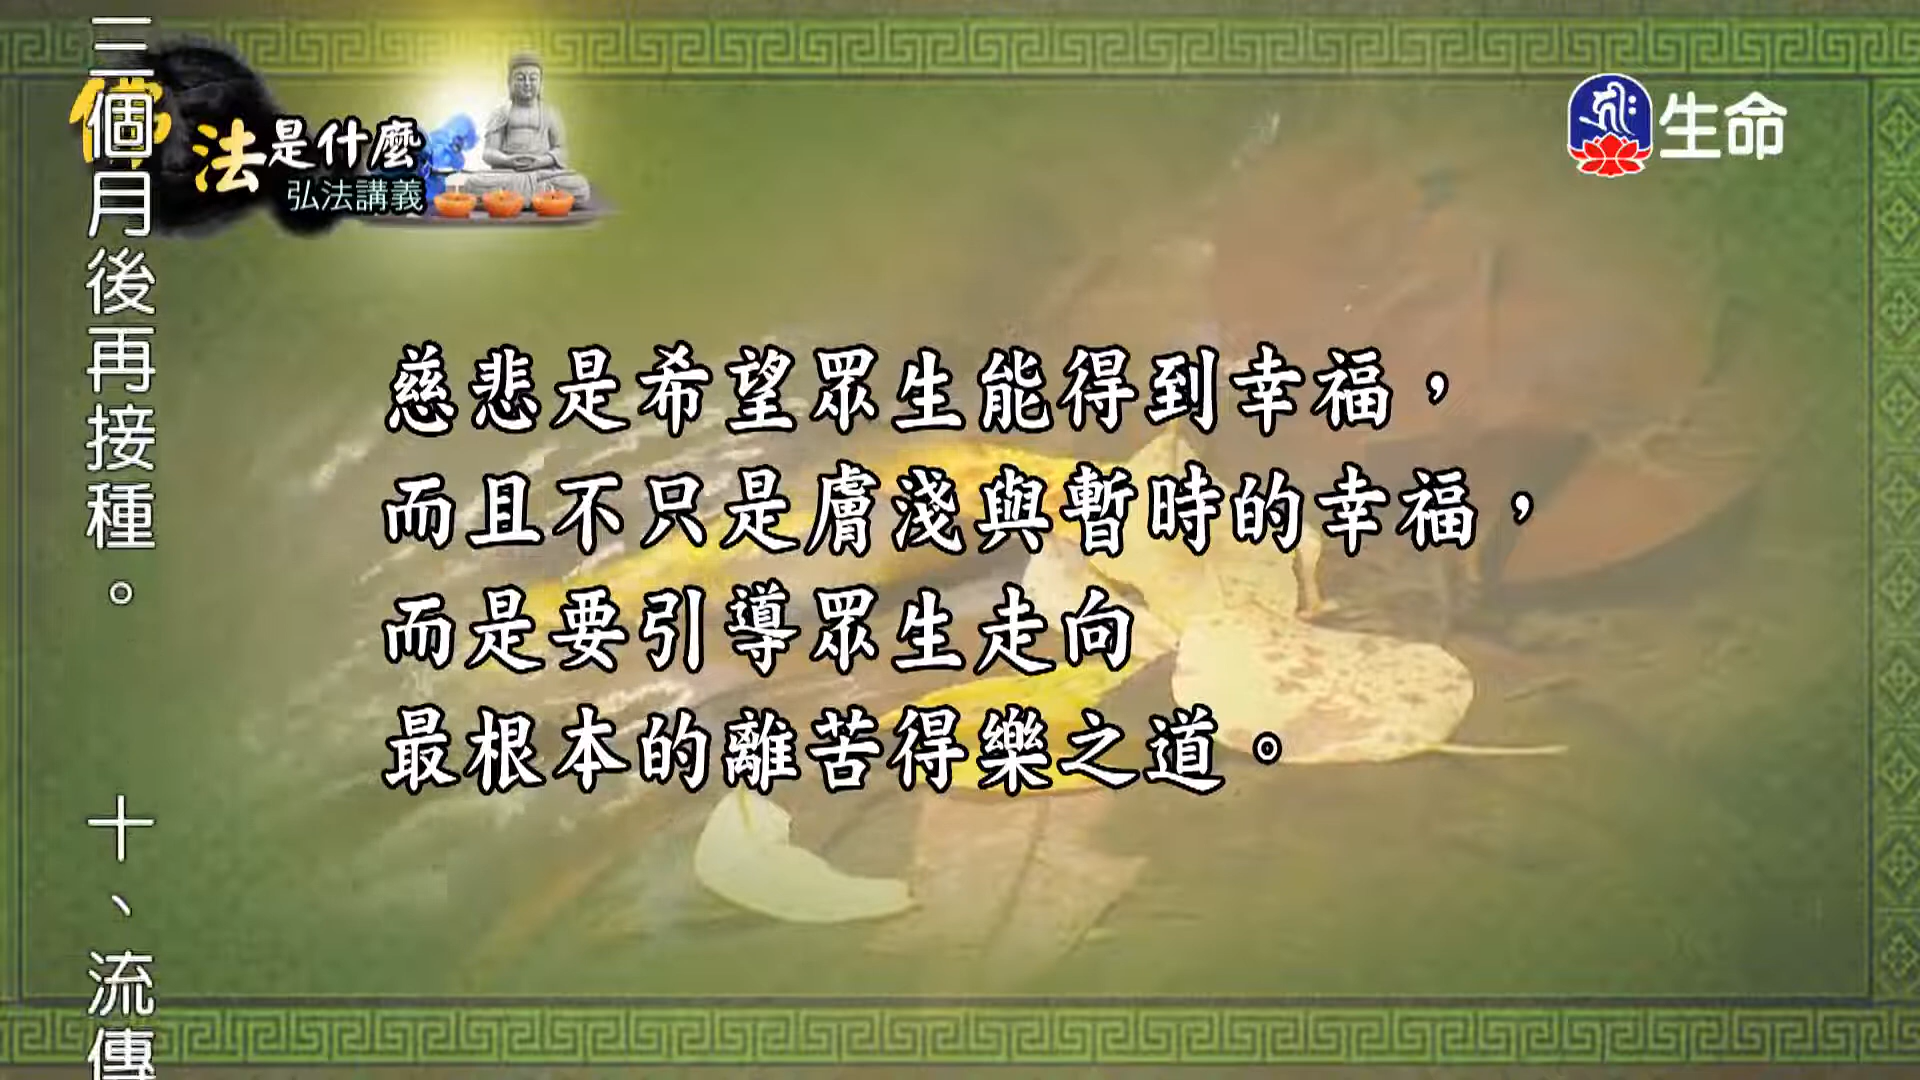 佛法是什麼
弘法講義
生命
慈悲是希望眾生能得到幸福，
而且不只是膚淺與暫時的幸福，
而是要引導眾生走向
最根本的離苦得樂之道。
三個月後再接種。 十、流傳